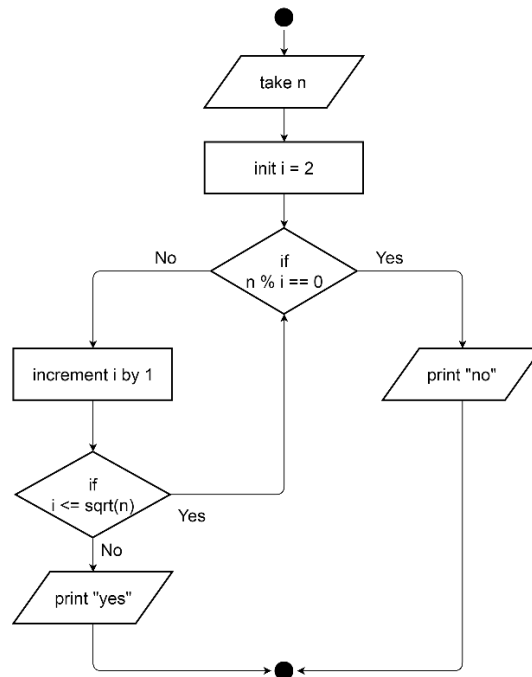 take n
init i = 2
if
n % i == 0
No
Yes
increment i by 1
print "no"
if
i <= sqrt(n)
Yes
No
print "yes"